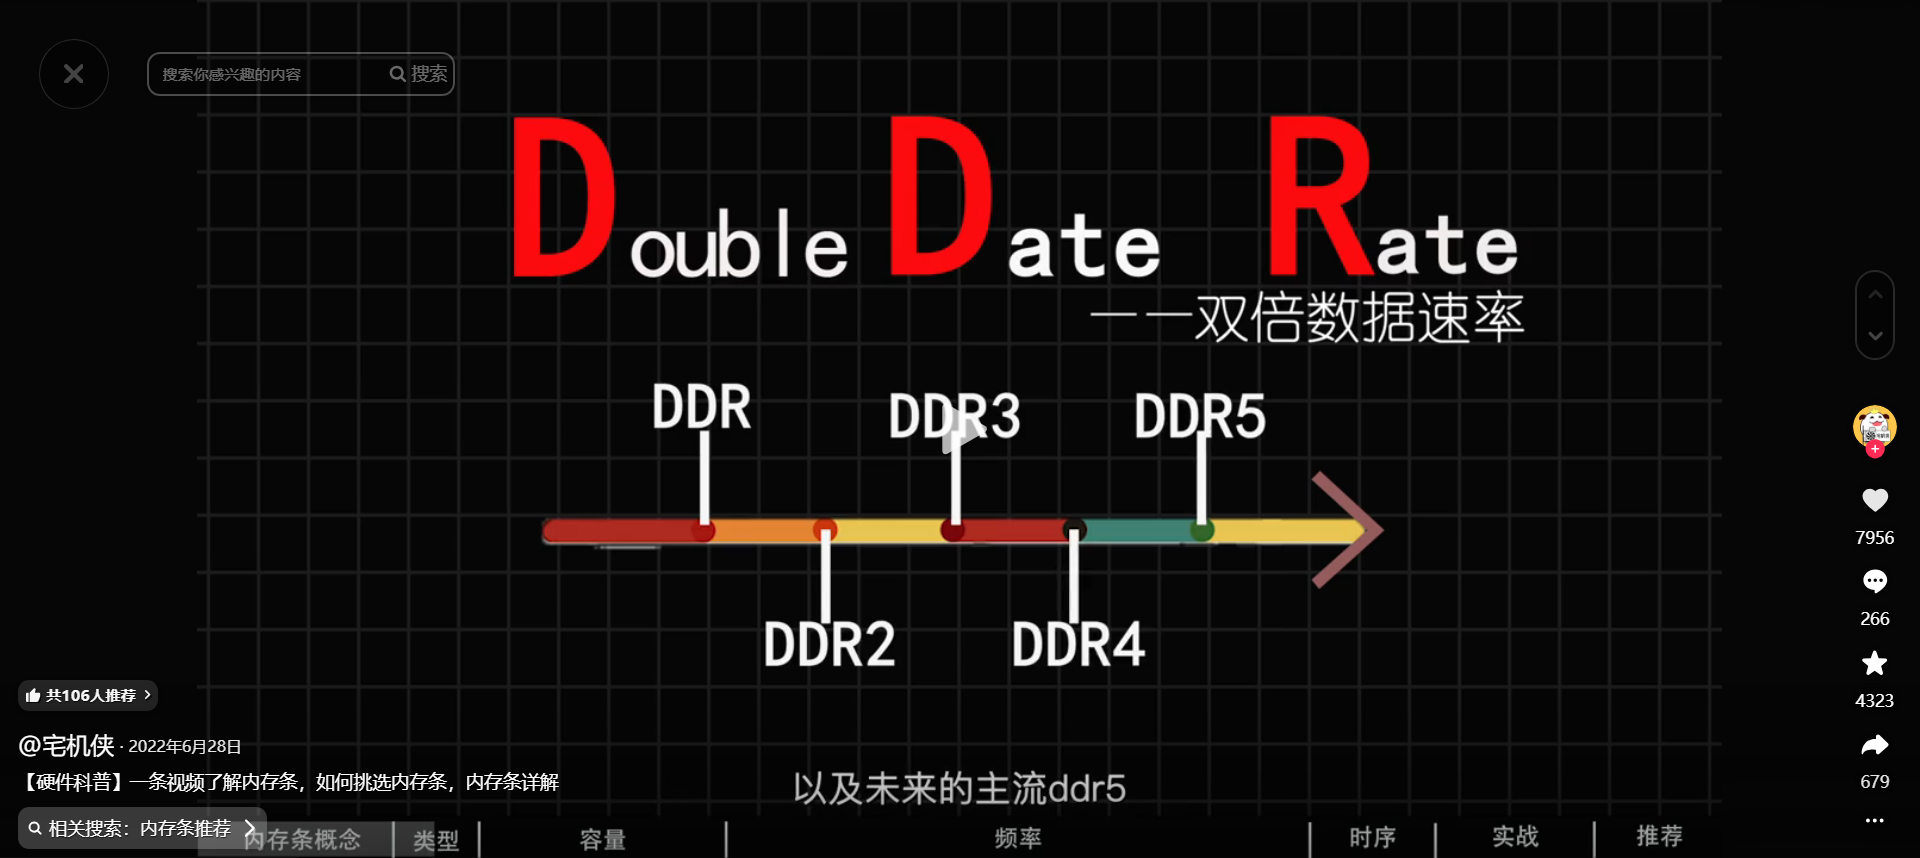 搜索你感兴趣的内容 搜索
Double Date Rate
——双倍数据速率
DDR DDR3 DDR5
DDR2 DDR4
7956
266
4323
679
共106人推荐
@宅机侠 · 2022年6月28日
【硬件科普】一条视频了解内存条，如何挑选内存条，内存条详解
以及未来的主流ddr5
相关搜索：内存条推荐
内存条概念 类型 容量 频率 时序 实战 推荐